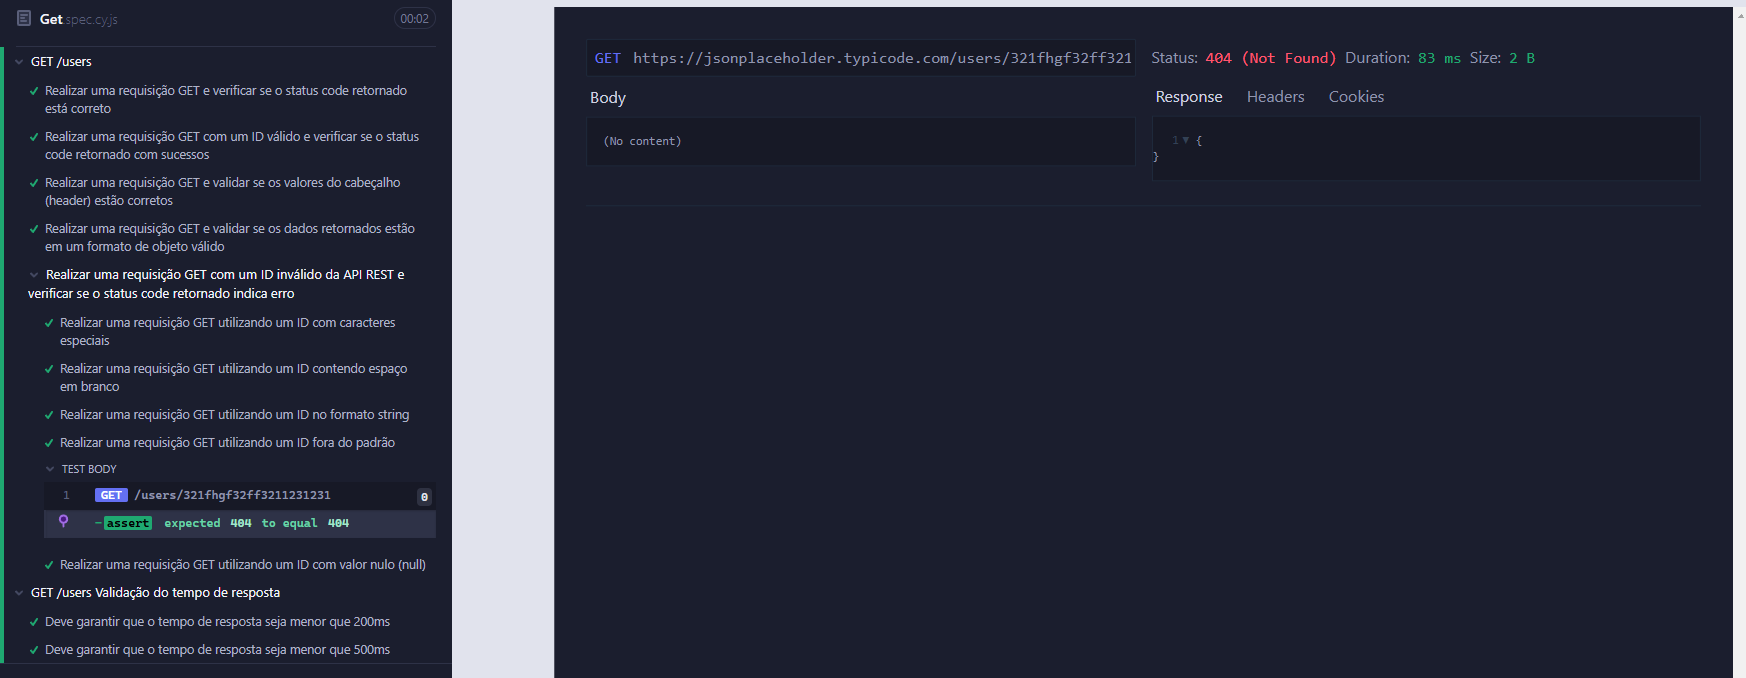 Get spec.cy.js
00:02
GET /users
Realizar uma requisição GET e verificar se o status code retornado
está correto
Realizar uma requisição GET com um ID válido e verificar se o status
code retornado com sucessos
Realizar uma requisição GET e validar se os valores do cabeçalho
(header) estão corretos
Realizar uma requisição GET e validar se os dados retornados estão
em um formato de objeto válido
Realizar uma requisição GET com um ID inválido da API REST e
verificar se o status code retornado indica erro
Realizar uma requisição GET utilizando um ID com caracteres
especiais
Realizar uma requisição GET utilizando um ID contendo espaço
em branco
Realizar uma requisição GET utilizando um ID no formato string
Realizar uma requisição GET utilizando um ID fora do padrão
TEST BODY
1 GET /users/321fhgf32ff3211231231 0
-assert expected 404 to equal 404
Realizar uma requisição GET utilizando um ID com valor nulo (null)
GET /users Validação do tempo de resposta
Deve garantir que o tempo de resposta seja menor que 200ms
Deve garantir que o tempo de resposta seja menor que 500ms
GET https://jsonplaceholder.typicode.com/users/321fhgf32ff321
Body
(No content)
Status: 404 (Not Found) Duration: 83 ms Size: 2 B
Response Headers Cookies
1 {
}